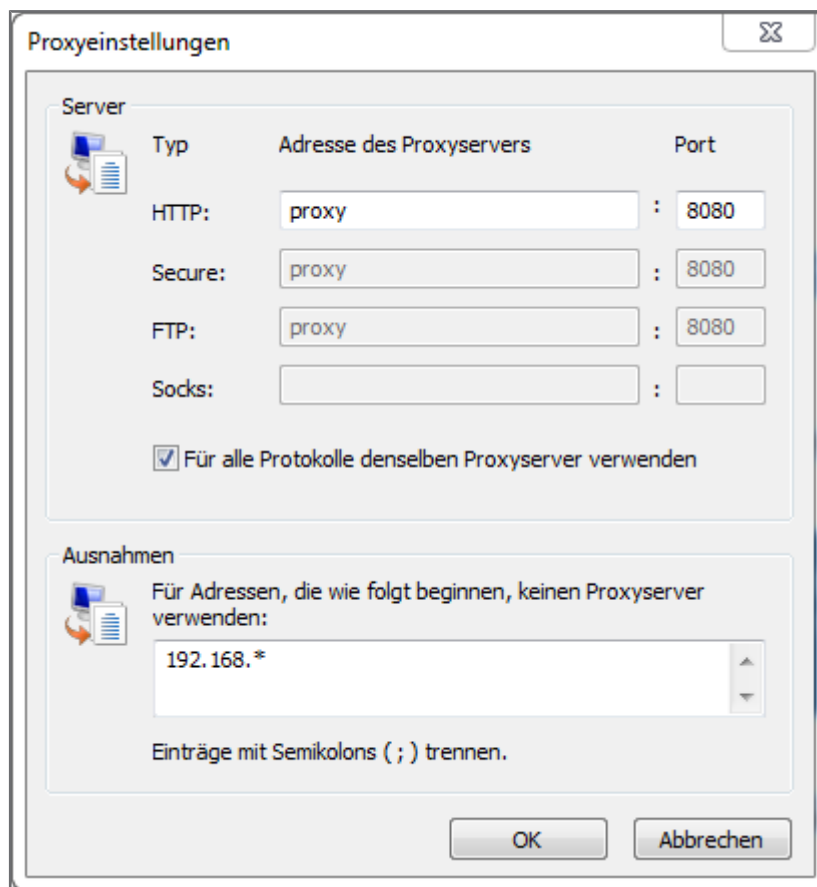 Proxyeinstellungen
Server
Typ Adresse des Proxyservers Port
HTTP: proxy : 8080
Secure: proxy : 8080
FTP: proxy : 8080
Socks: :
Für alle Protokolle denselben Proxyserver verwenden
Ausnahmen
Für Adressen, die wie folgt beginnen, keinen Proxyserver
verwenden:
192.168.*
Einträge mit Semikolons ( ; ) trennen.
OK Abbrechen